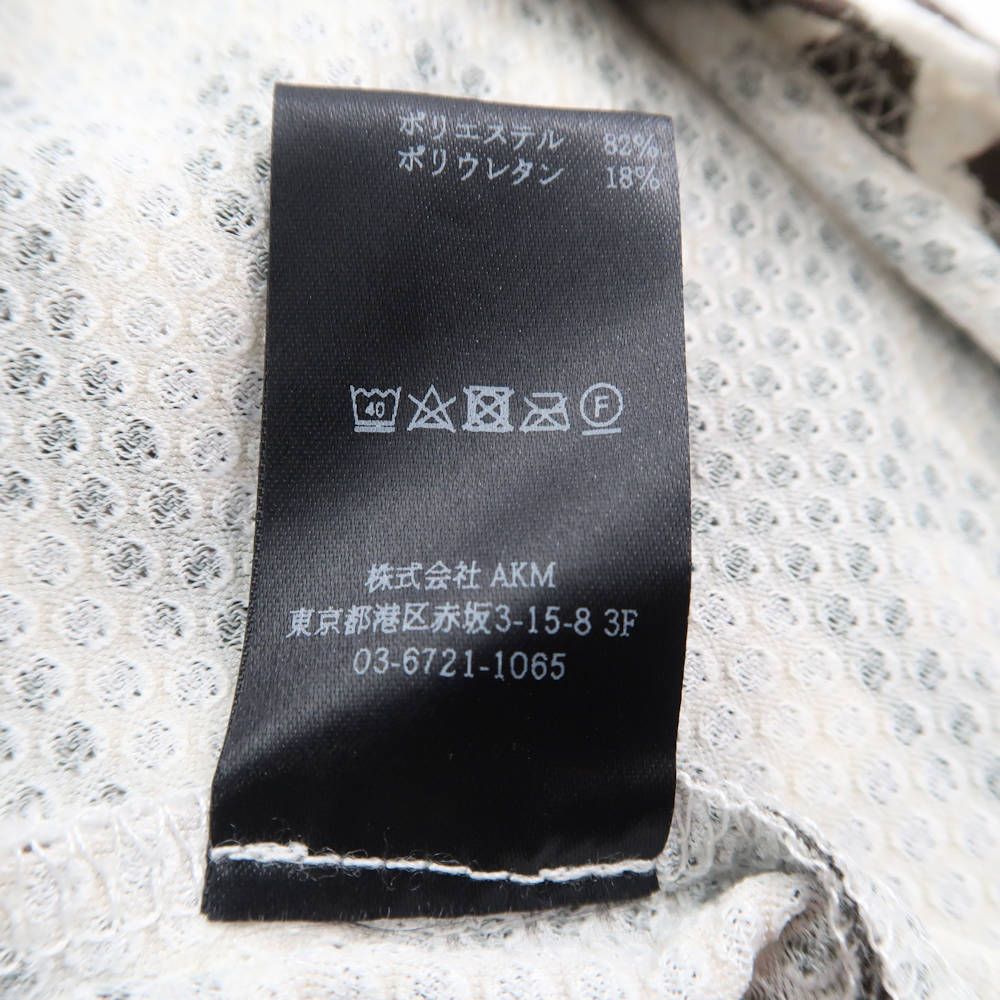 ポリエステル 82%
ポリウレタン 18%
40 F
株式会社 AKM
東京都港区赤坂3-15-8 3F
03-6721-1065